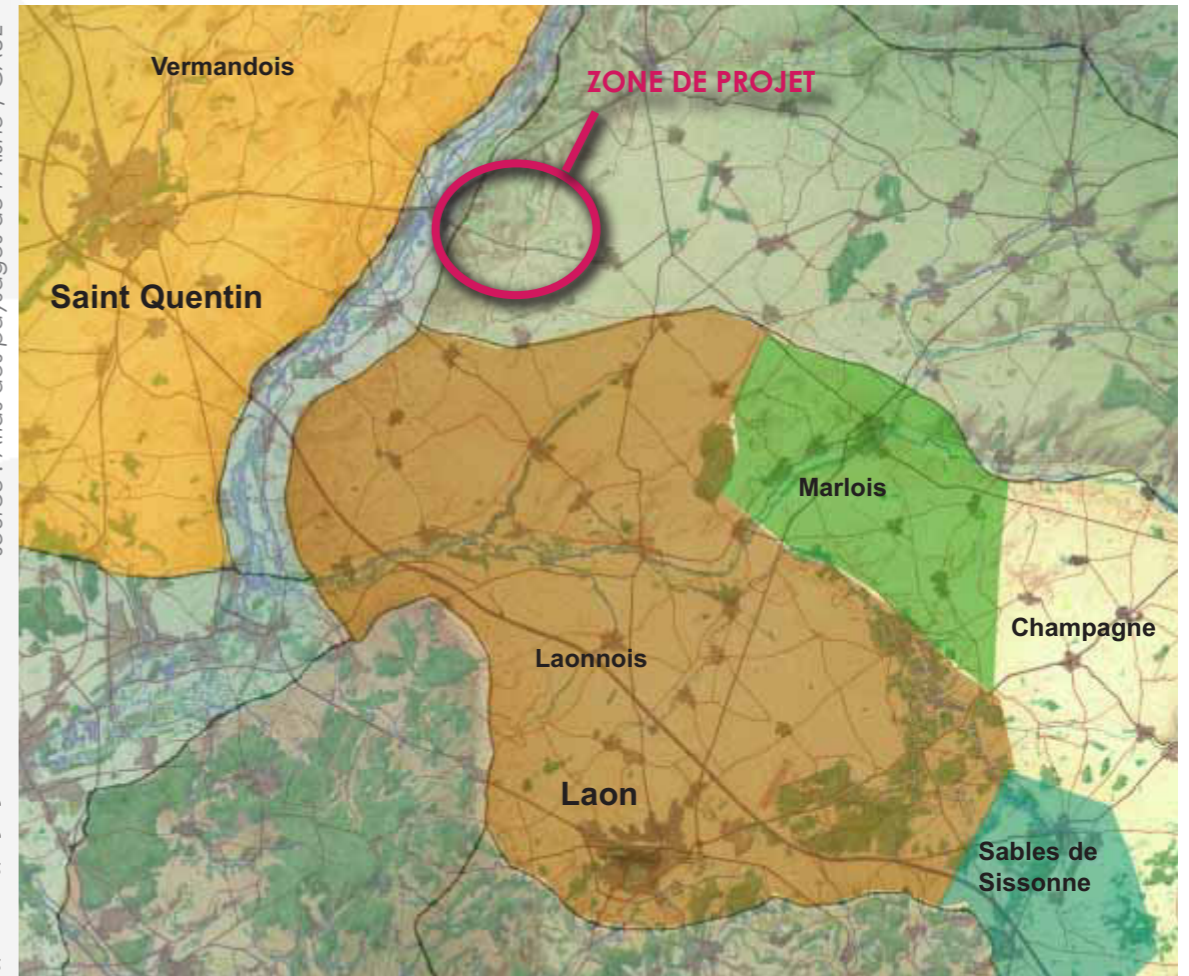 Vermandois
ZONE DE PROJET
Saint Quentin
Marlois
Champagne
Laonnois
Laon
Sables de
Sissonne